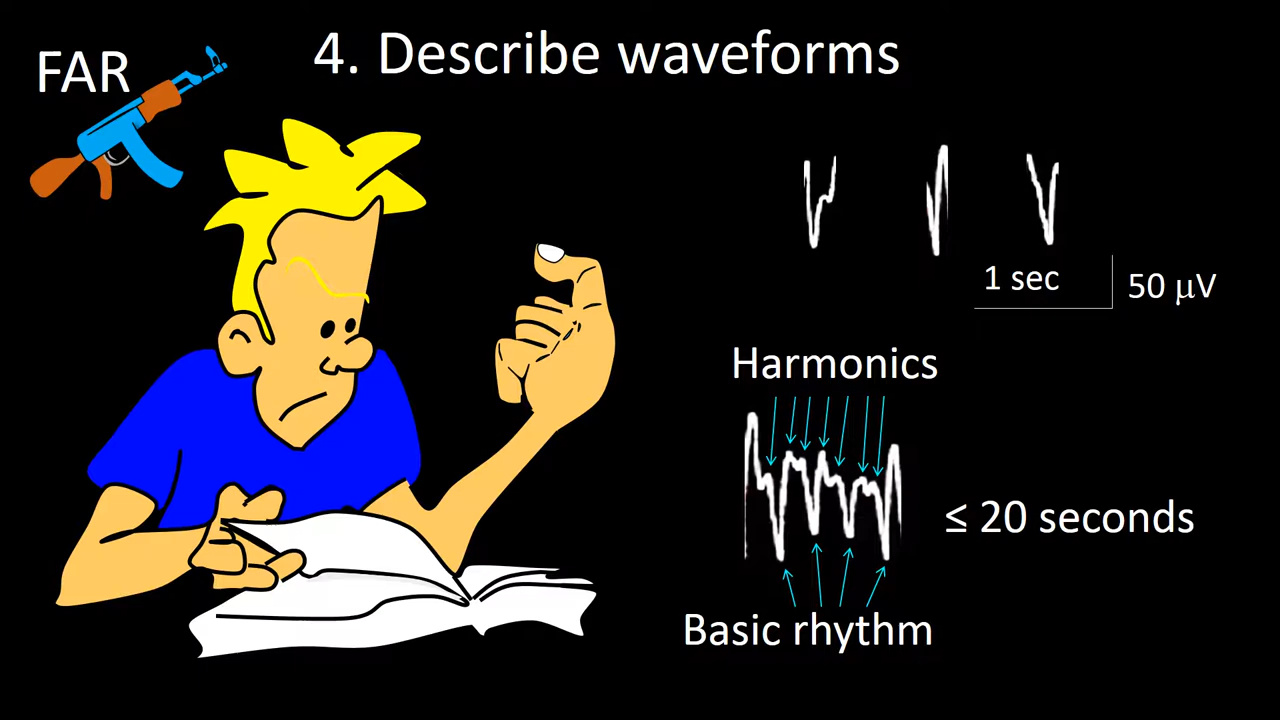 FAR
4. Describe waveforms
1 sec
50 μV
Harmonics
≤ 20 seconds
Basic rhythm